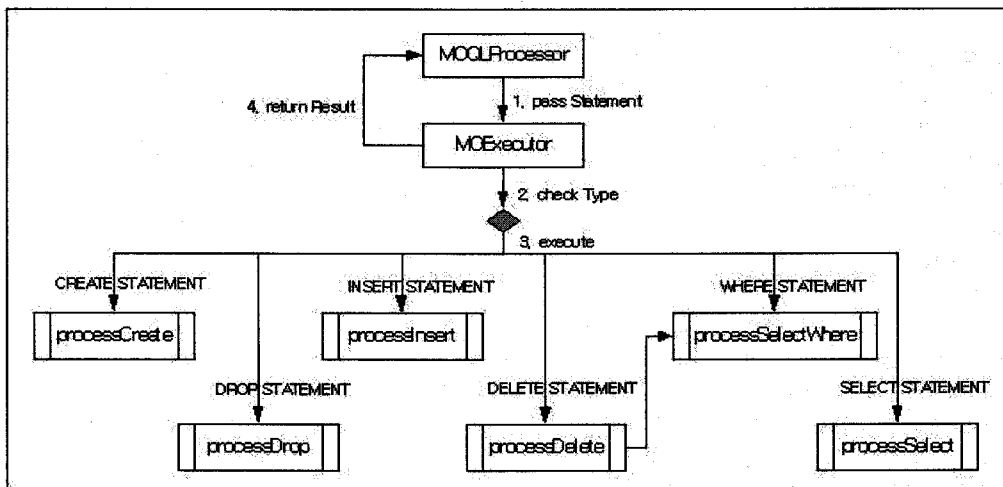 MOQLProcessor
4, return Result
1, pass Statement
MOExecutor
2, check Type
3, execute
CREATE STATEMENT
INSERT STATEMENT
WHERE STATEMENT
processCreate
processInsert
processSelectWhere
DROP STATEMENT
DELETE STATEMENT
SELECT STATEMENT
processDrop
processDelete
processSelect